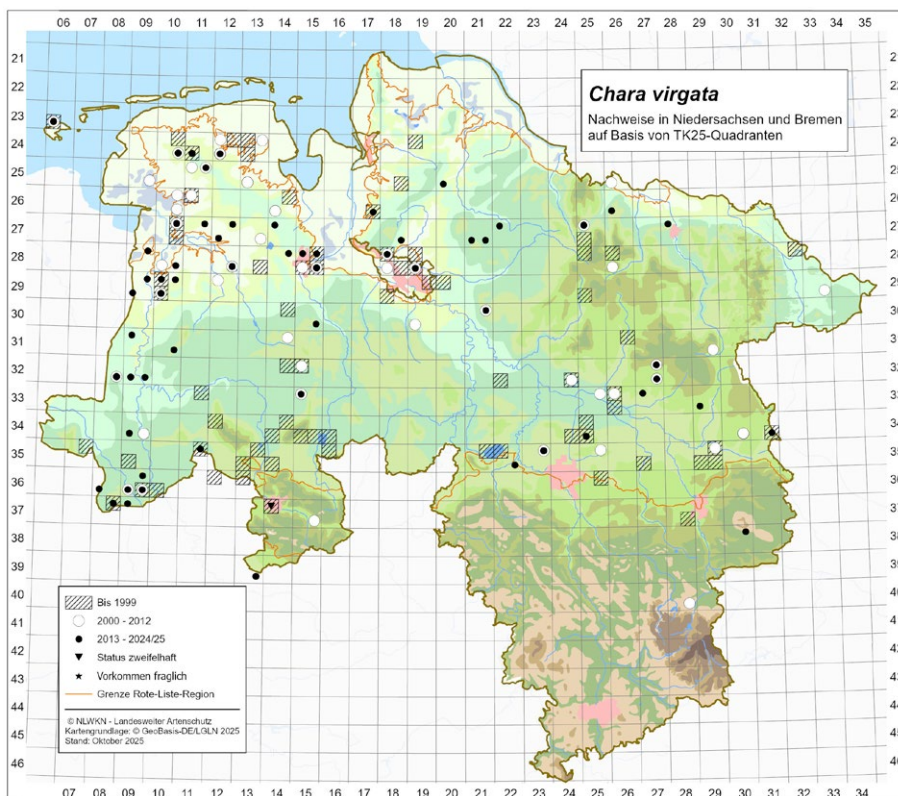 06 07 08 09 10 11 12 13 14 15 16 17 18 19 20 21 22 23 24 25 26 27 28 29 30 31 32 33 34 35
21
22
23
24
25
26
27
28
29
30
31
32
33
34
35
36
37
38
39
40
41
42
43
44
45
46
Chara virgata
Nachweise in Niedersachsen und Bremen
auf Basis von TK25-Quadranten
Bis 1999
2000 - 2012
2013 - 2024/25
Status zweifelhaft
Vorkommen fraglich
Grenze Rote-Liste-Region
© NLWKN - Landesweiter Artenschutz
Kartengrundlage: © GeoBasis-DE/LGLN 2025
Stand: Oktober 2025
07 08 09 10 11 12 13 14 15 16 17 18 19 20 21 22 23 24 25 26 27 28 29 30 31 32 33 34